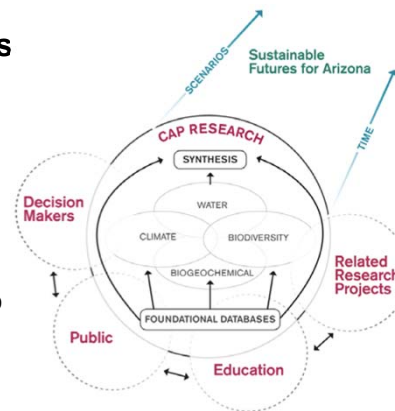 s
SCENARIOS
Sustainable
Futures for Arizona
TIME
CAP RESEARCH
SYNTHESIS
WATER
Decision
Makers
CLIMATE
BIODIVERSITY
BIOGEOCHEMICAL
Related
Research
Projects
FOUNDATIONAL DATABASES
Public
Education